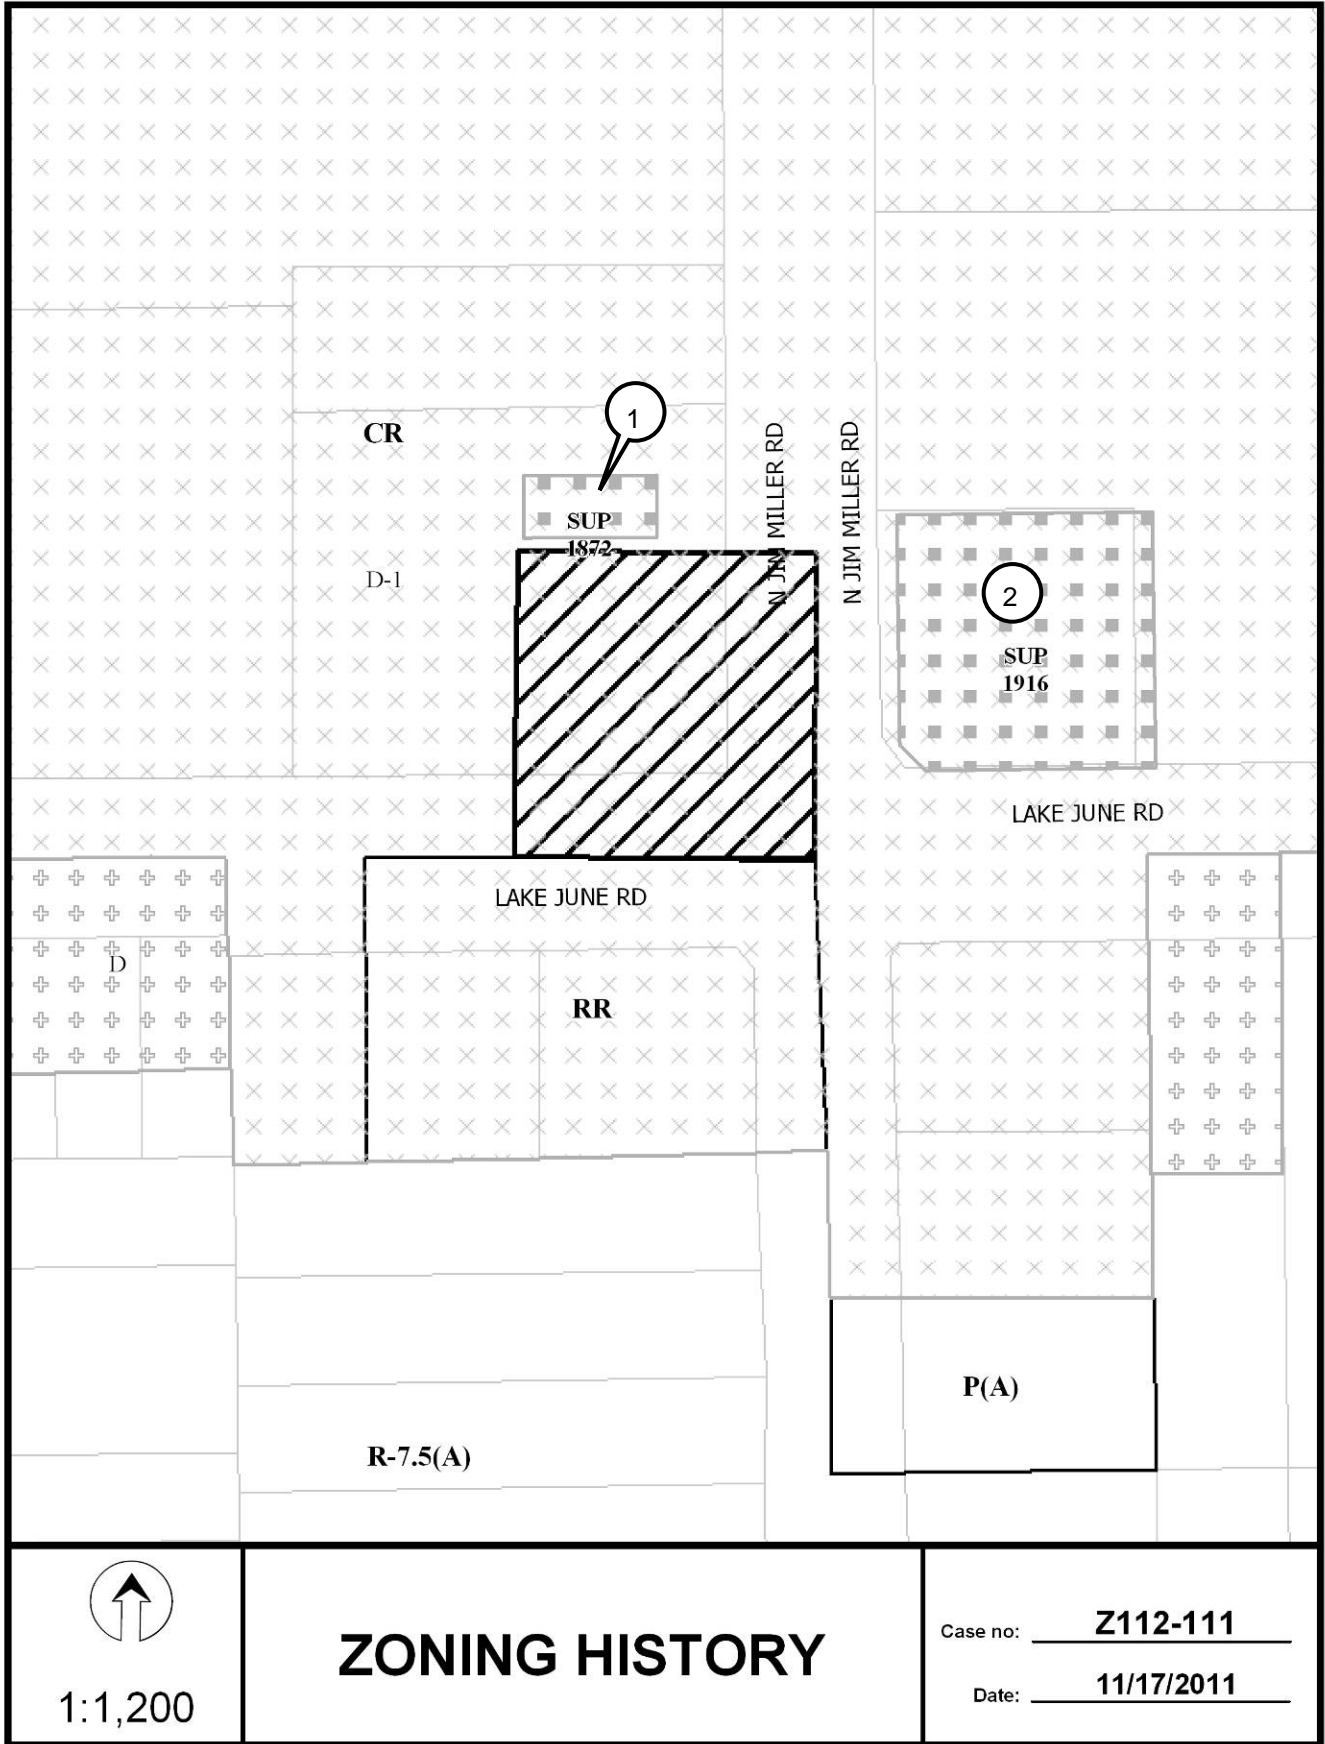 1
CR
N JIM MILLER RD
N JIM MILLER RD
SUP
1872
D-1
2
SUP
1916
LAKE JUNE RD
LAKE JUNE RD
D
RR
P(A)
R-7.5(A)
1:1,200
ZONING HISTORY
Case no: Z112-111
Date: 11/17/2011